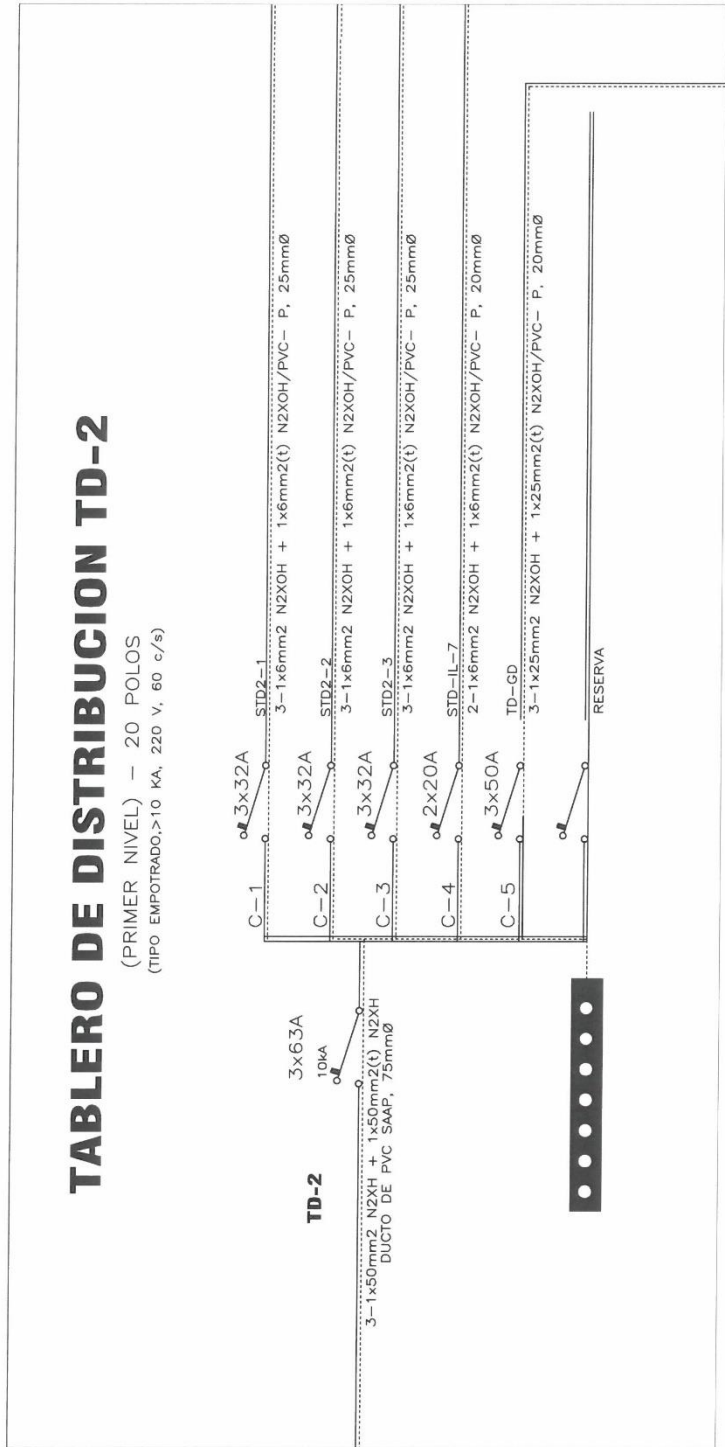 TABLERO DE DISTRIBUCION TD-2
(PRIMER NIVEL) – 20 POLOS
(TIPO EMPOTRADO,>10 KA, 220 V, 60 c/s)
TD-2
3x63A
10kA
3–1x50mm2 N2XH + 1x50mm2(t) N2XH
DUCTO DE PVC SAAP, 75mmØ
C-1
3x32A
STD2-1
3–1x6mm2 N2XOH + 1x6mm2(t) N2XOH/PVC– P, 25mmØ
C-2
3x32A
STD2-2
3–1x6mm2 N2XOH + 1x6mm2(t) N2XOH/PVC– P, 25mmØ
C-3
3x32A
STD2-3
3–1x6mm2 N2XOH + 1x6mm2(t) N2XOH/PVC– P, 25mmØ
C-4
2x20A
STD-IL-7
2–1x6mm2 N2XOH + 1x6mm2(t) N2XOH/PVC– P, 20mmØ
C-5
3x50A
TD-GD
3–1x25mm2 N2XOH + 1x25mm2(t) N2XOH/PVC– P, 20mmØ
RESERVA